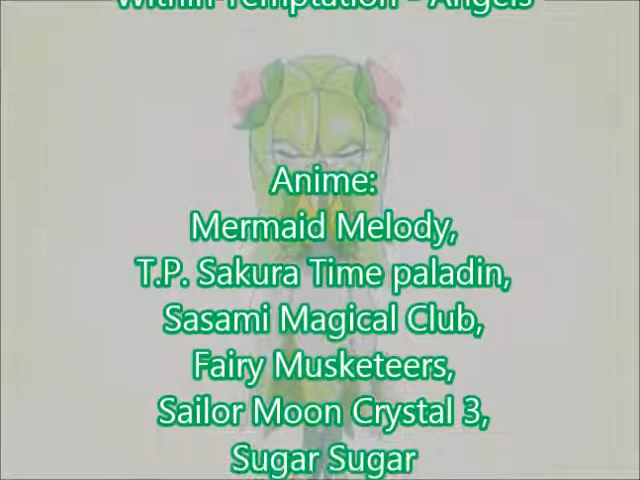 Within Temptation - Angels
Anime:
Mermaid Melody,
T.P. Sakura Time paladin,
Sasami Magical Club,
Fairy Musketeers,
Sailor Moon Crystal 3,
Sugar Sugar